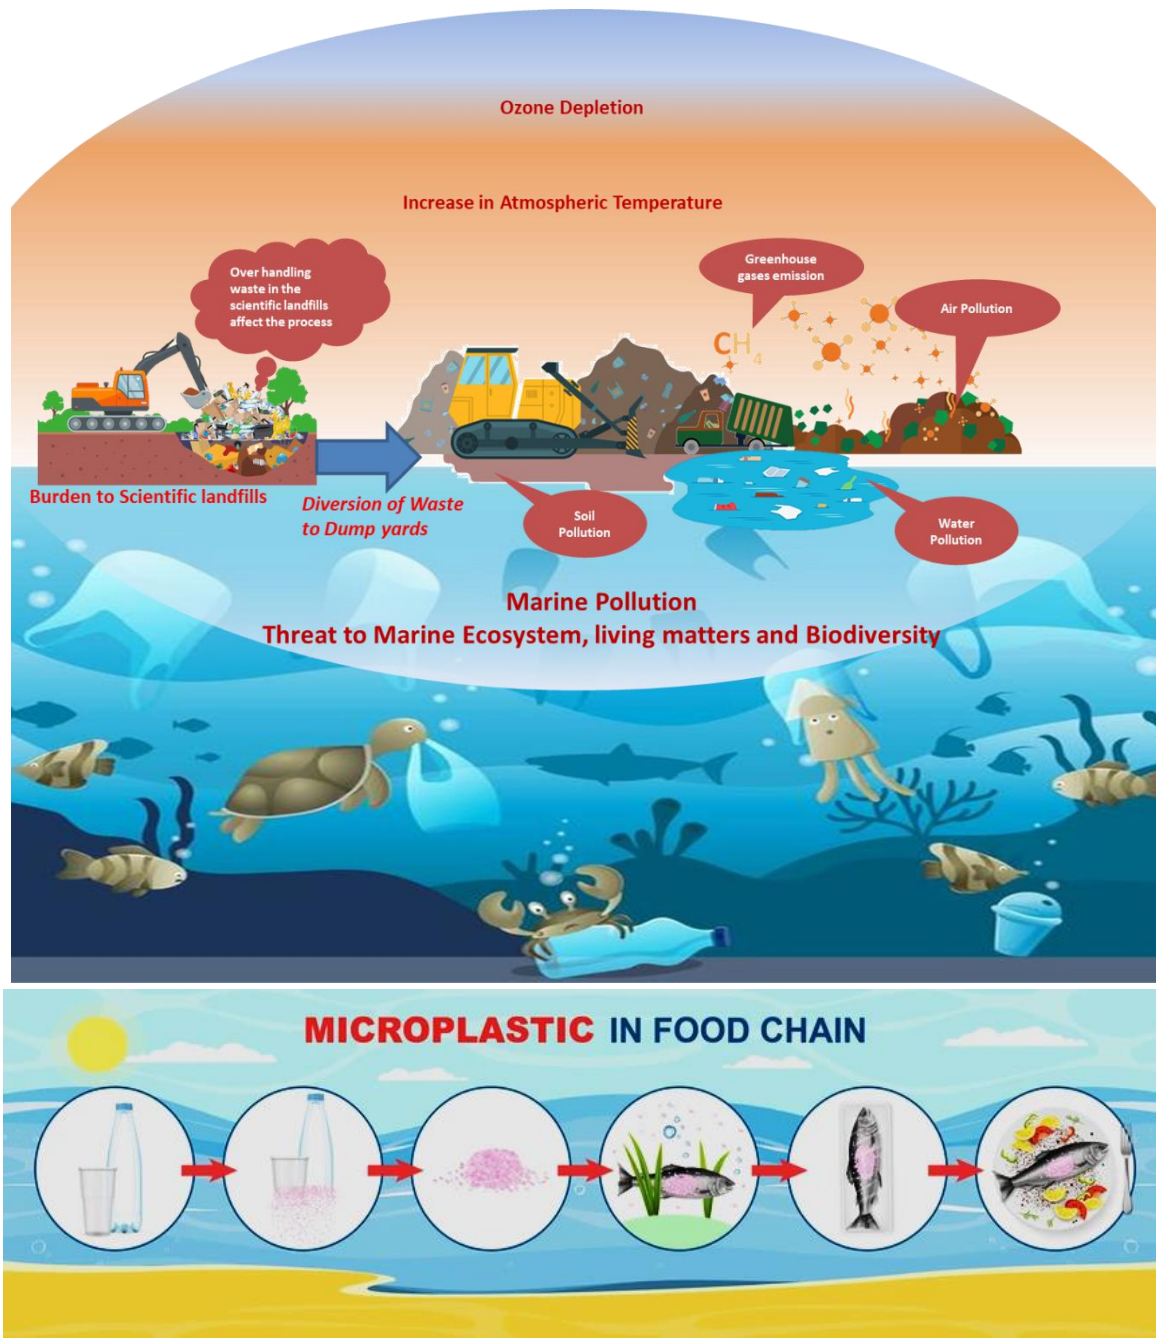 Ozone Depletion
Increase in Atmospheric Temperature
Over handling
waste in the
scientific landfills
affect the process
Greenhouse
gases emission
Air Pollution
CH4
Burden to Scientific landfills
Diversion of Waste
to Dump yards
Soil
Pollution
Water
Pollution
Marine Pollution
Threat to Marine Ecosystem, living matters and Biodiversity
MICROPLASTIC IN FOOD CHAIN